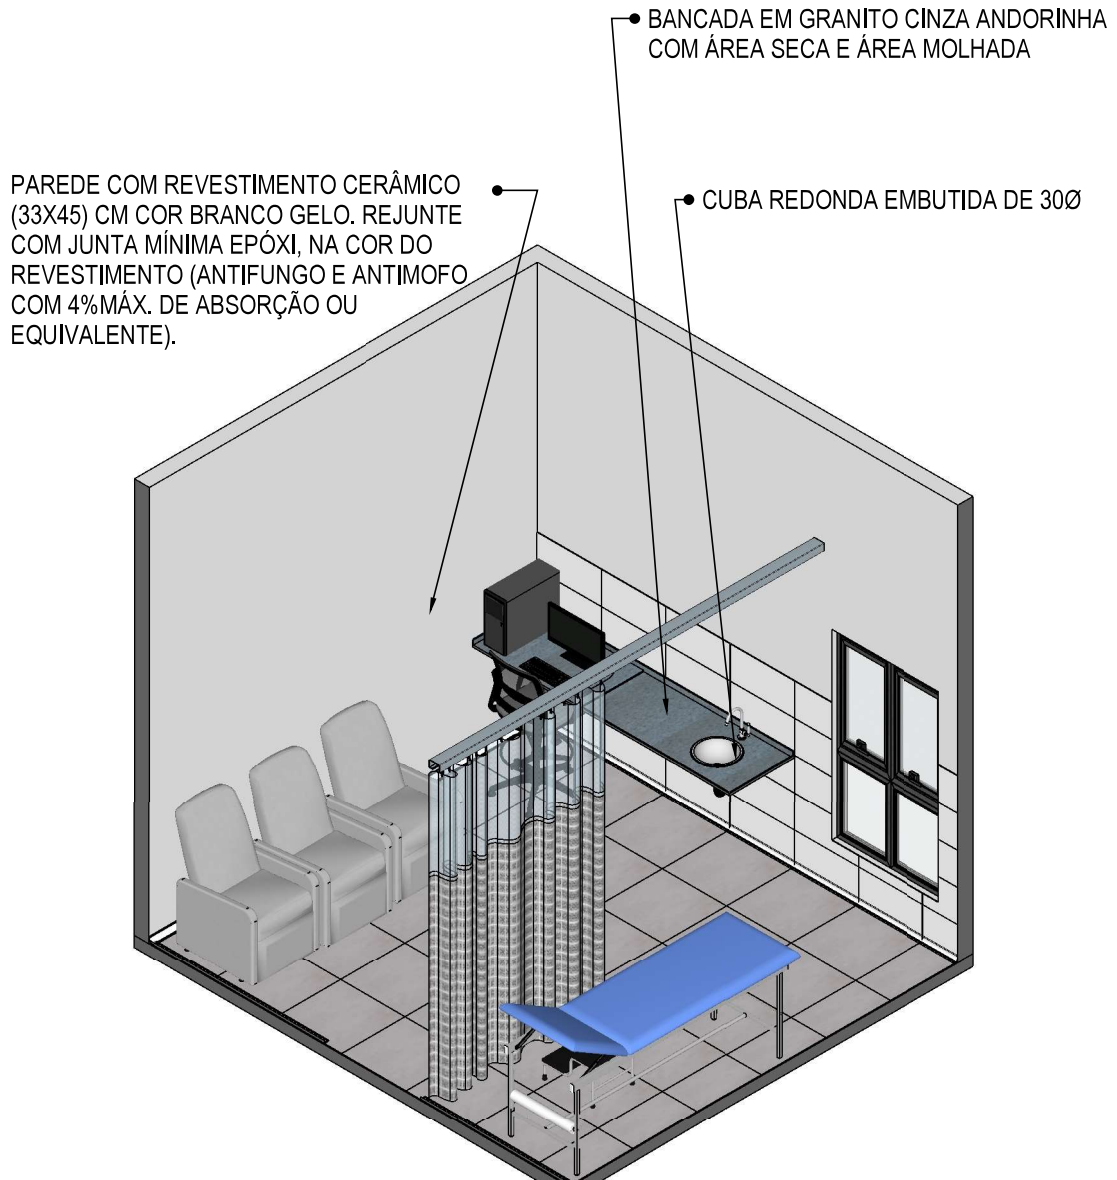 BANCADA EM GRANITO CINZA ANDORINHA
COM ÁREA SECA E ÁREA MOLHADA
PAREDE COM REVESTIMENTO CERÂMICO
(33X45) CM COR BRANCO GELO. REJUNTE
COM JUNTA MÍNIMA EPÓXI, NA COR DO
REVESTIMENTO (ANTIFUNGO E ANTIMOFO
COM 4%MÁX. DE ABSORÇÃO OU
EQUIVALENTE).
CUBA REDONDA EMBUTIDA DE 30Ø